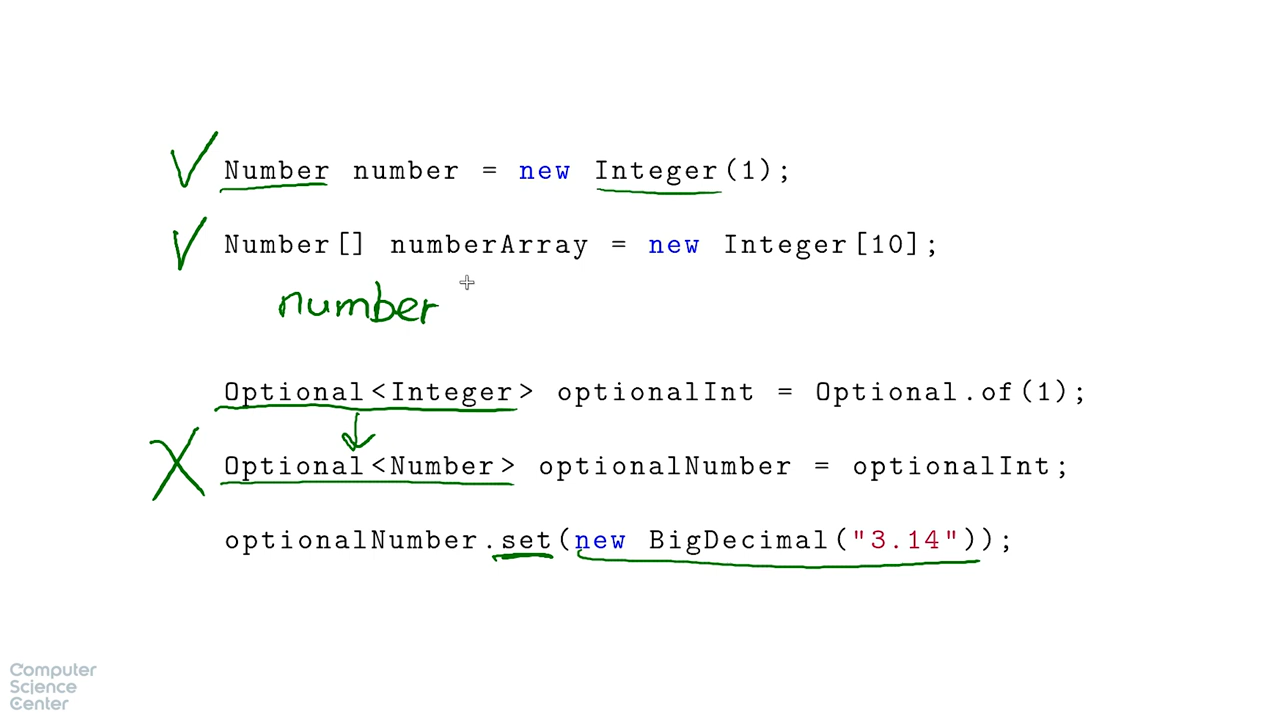 Number number = new Integer(1);
Number[] numberArray = new Integer[10];
number
Optional<Integer> optionalInt = Optional.of(1);
Optional<Number> optionalNumber = optionalInt;
optionalNumber.set(new BigDecimal("3.14"));
Computer
Science
Center